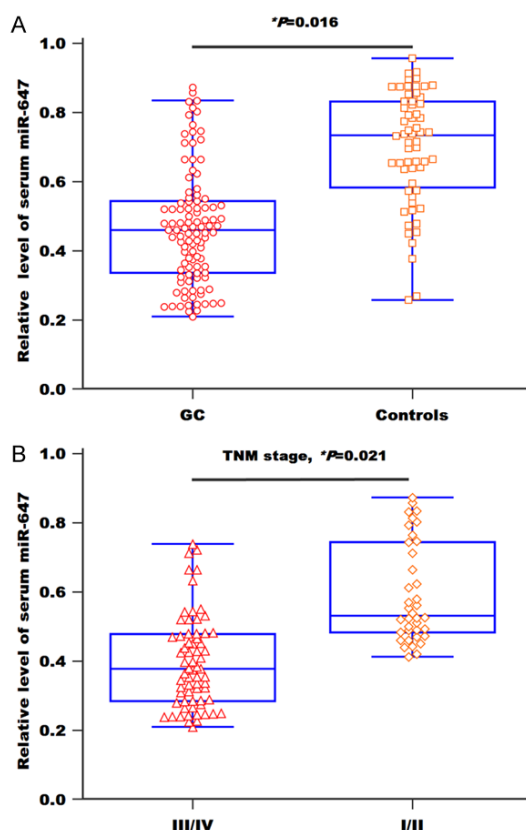 A
*P=0.016
Relative level of serum miR-647
1.0
0.8
0.6
0.4
0.2
0.0
GC Controls
B
TNM stage, *P=0.021
Relative level of serum miR-647
1.0
0.8
0.6
0.4
0.2
0.0
III/IV I/II